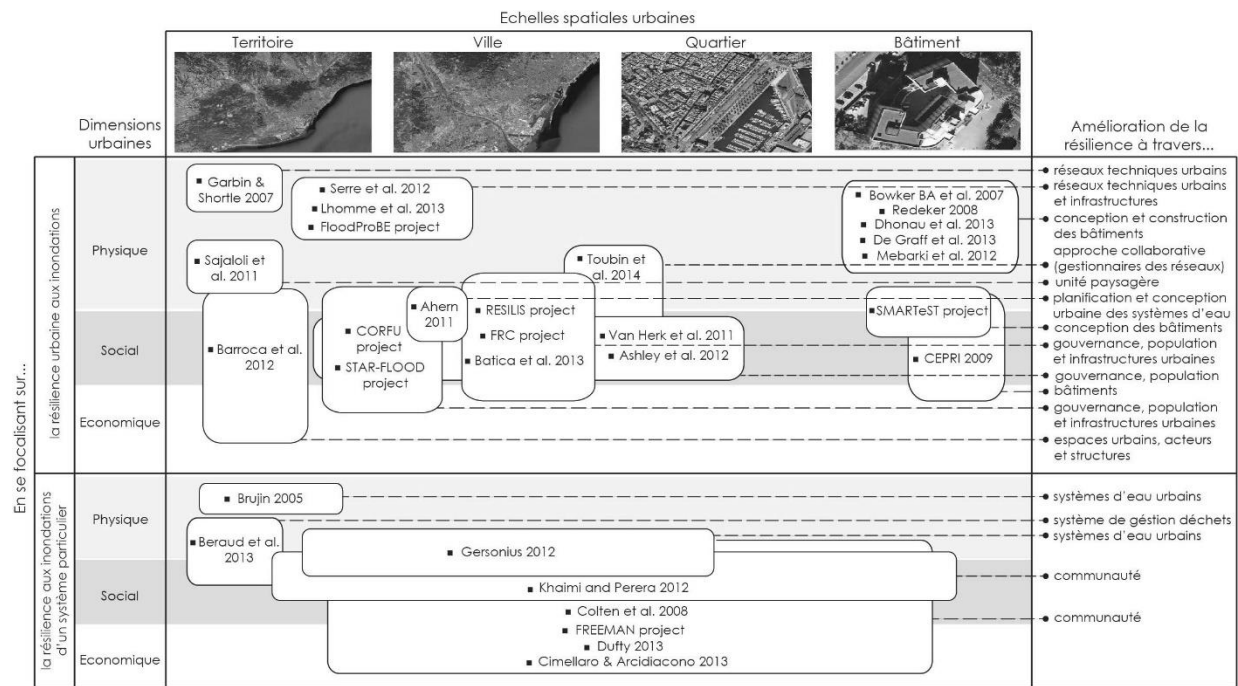 Echelles spatiales urbaines
Territoire
Ville
Quartier
Bâtiment
Dimensions
urbaines
Amélioration de la
résilience à travers...
En se focalisant sur...
la résilience urbaine aux inondations
Physique
Social
Economique
Garbin &
Shortle 2007
Serre et al. 2012
Lhomme et al. 2013
FloodProBE project
Bowker BA et al. 2007
Redeker 2008
Dhonau et al. 2013
De Graff et al. 2013
Mebarki et al. 2012
Sajaloli et
al. 2011
Toubin et
al. 2014
Barroca et al.
2012
CORFU
project
STAR-FLOOD
project
Ahern
2011
RESILIS project
FRC project
Batica et al. 2013
Van Herk et al. 2011
Ashley et al. 2012
SMARTeST project
CEPRI 2009
réseaux techniques urbains
réseaux techniques urbains
et infrastructures
conception et construction
des bâtiments
approche collaborative
(gestionnaires des réseaux)
unité paysagère
planification et conception
urbaine des systèmes d'eau
conception des bâtiments
gouvernance, population
et infrastructures urbaines
gouvernance, population
bâtiments
gouvernance, population
et infrastructures urbaines
espaces urbains, acteurs
et structures
la résilience aux inondations
d'un système particulier
Physique
Social
Economique
Brujin 2005
Beraud et al.
2013
Gersonius 2012
Khaimi and Perera 2012
Colten et al. 2008
FREEMAN project
Dufty 2013
Cimellaro & Arcidiacono 2013
systèmes d'eau urbains
système de géstion déchets
systèmes d'eau urbains
communauté
communauté